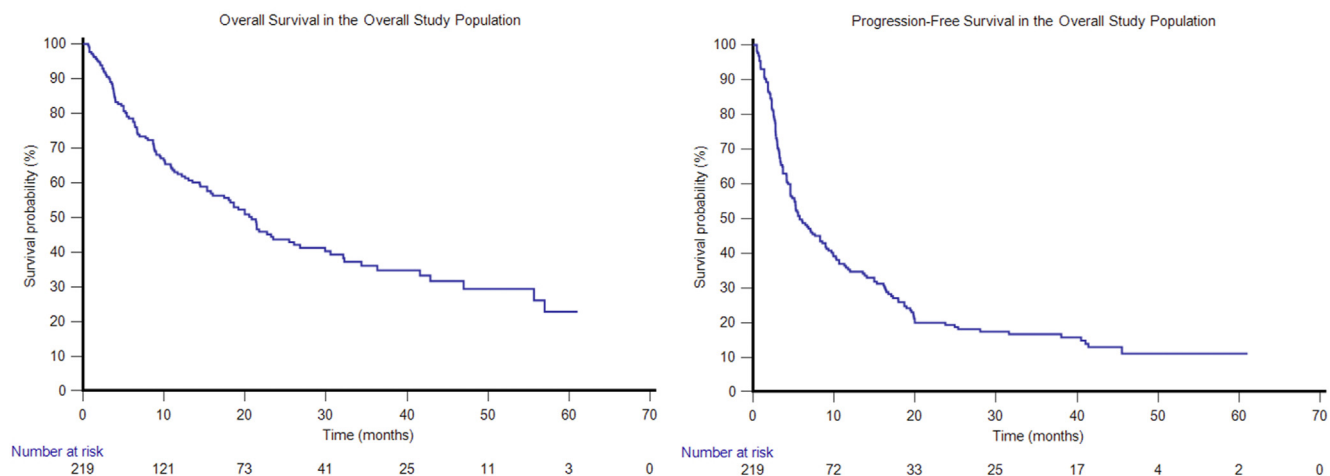 Overall Survival in the Overall Study Population
Survival probability (%)
100
90
80
70
60
50
40
30
20
10
0
0 10 20 30 40 50 60 70
Time (months)
Number at risk
219 121 73 41 25 11 3 0
Progression-Free Survival in the Overall Study Population
Survival probability (%)
100
90
80
70
60
50
40
30
20
10
0
0 10 20 30 40 50 60 70
Time (months)
Number at risk
219 72 33 25 17 4 2 0